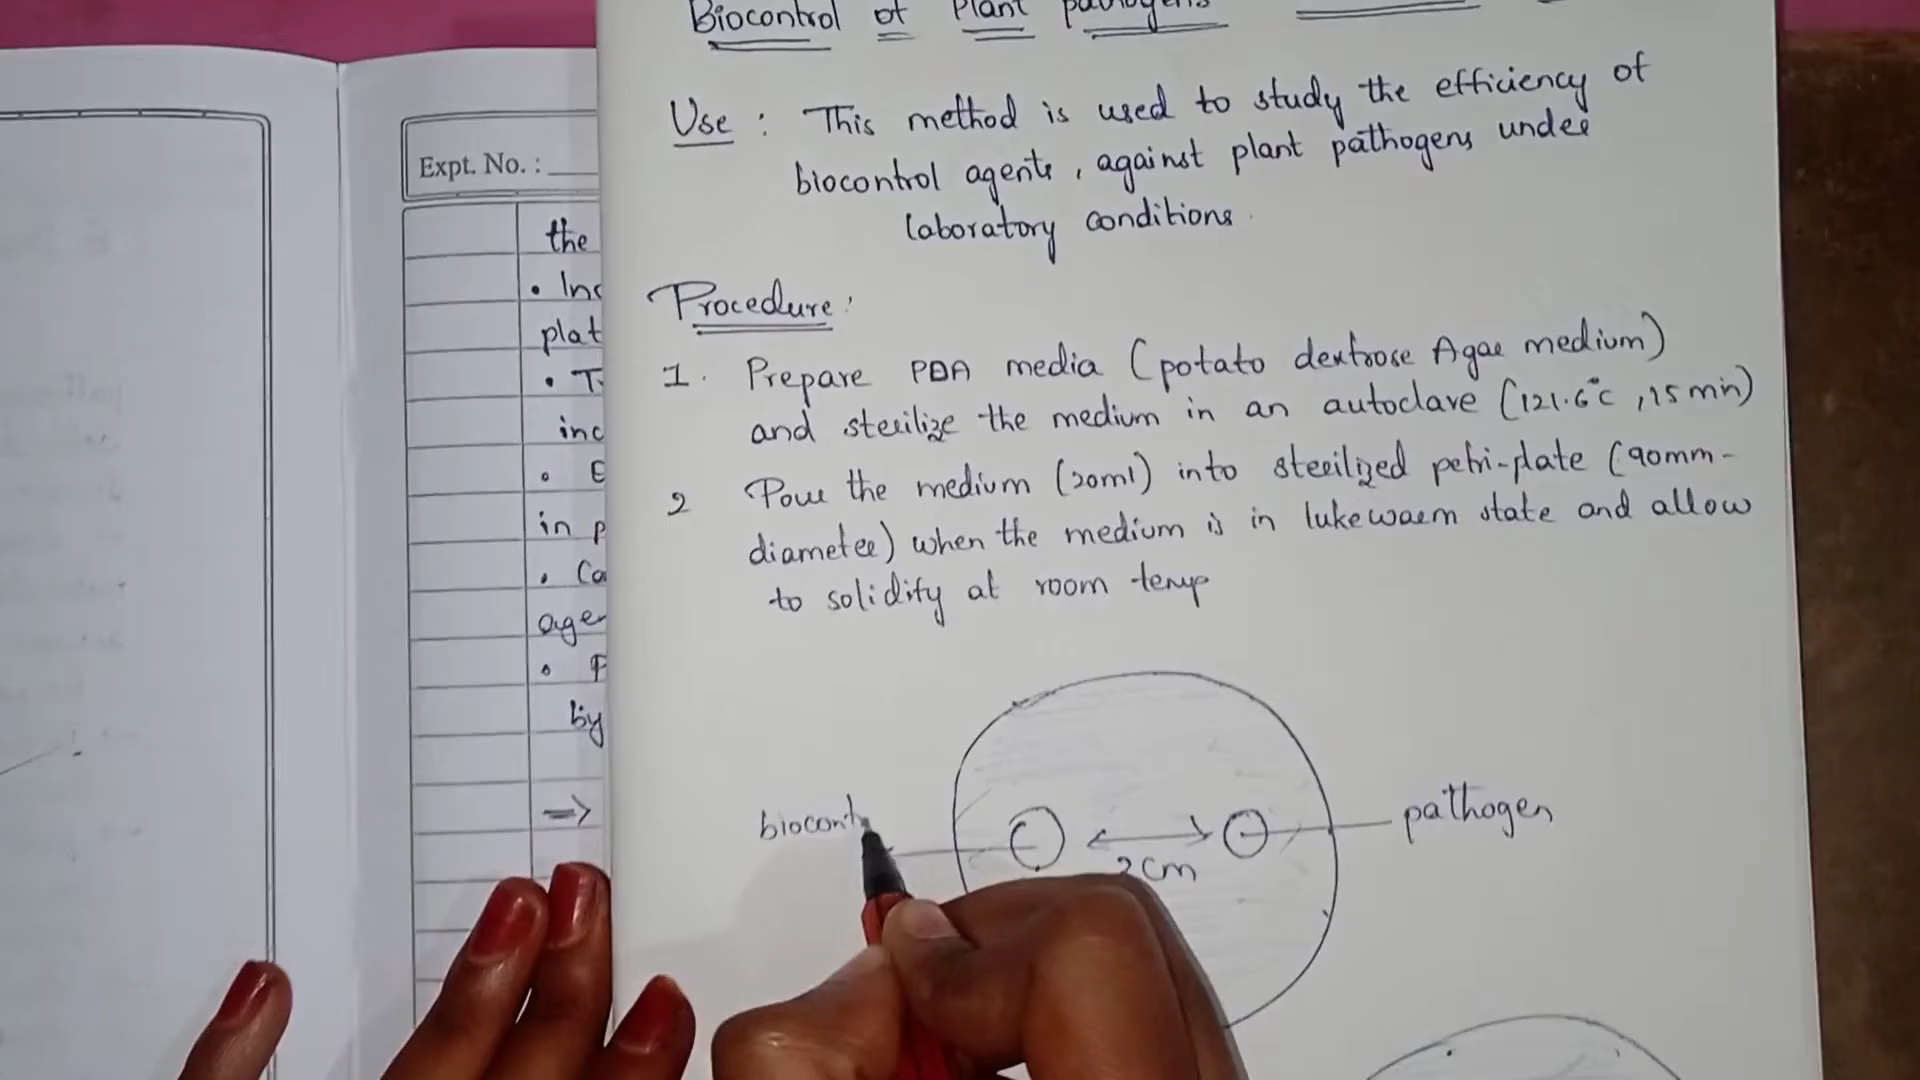 Biocontrol of Plant pathogens
Use : This method is used to study the efficiency of
biocontrol agents, against plant pathogens under
laboratory conditions.
Procedure:
1. Prepare PDA media (potato dextrose Agar medium)
and sterilize the medium in an autoclave (121.6°c, 15 min)
2 Pour the medium (20ml) into sterilized petri-plate (90mm-
diameter) when the medium is in lukewarm state and allow
to solidify at room temp
biocont
2cm
pathogen
Expt. No. :
the
• Inc
plat
• T
inc
• E
in p
• Co
agen
• P
by
=>